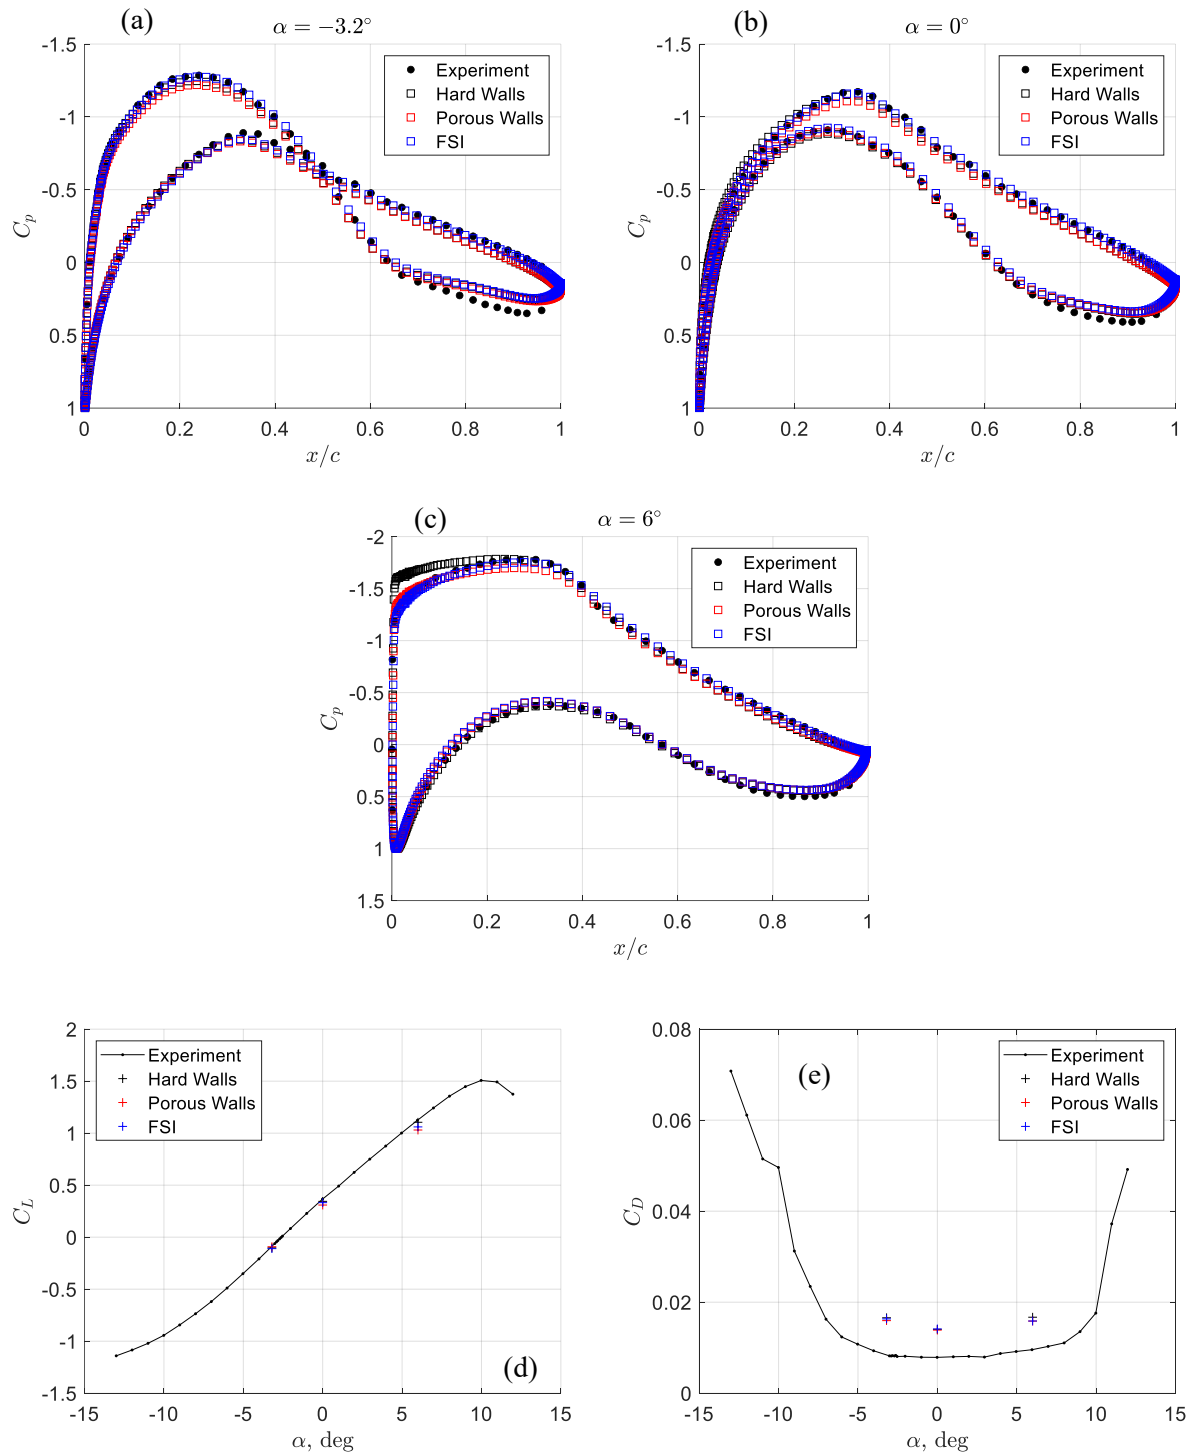 (a)
α = −3.2°
-1.5
-1
-0.5
0
0.5
1
C_p
0 0.2 0.4 0.6 0.8 1
x/c
Experiment
Hard Walls
Porous Walls
FSI
(b)
α = 0°
-1.5
-1
-0.5
0
0.5
1
C_p
0 0.2 0.4 0.6 0.8 1
x/c
Experiment
Hard Walls
Porous Walls
FSI
(c)
α = 6°
-2
-1.5
-1
-0.5
0
0.5
1
1.5
C_p
0 0.2 0.4 0.6 0.8 1
x/c
Experiment
Hard Walls
Porous Walls
FSI
2
1.5
1
0.5
0
-0.5
-1
-1.5
C_L
-15 -10 -5 0 5 10 15
α, deg
Experiment
Hard Walls
Porous Walls
FSI
(d)
0.08
0.06
0.04
0.02
0
C_D
-15 -10 -5 0 5 10 15
α, deg
(e)
Experiment
Hard Walls
Porous Walls
FSI